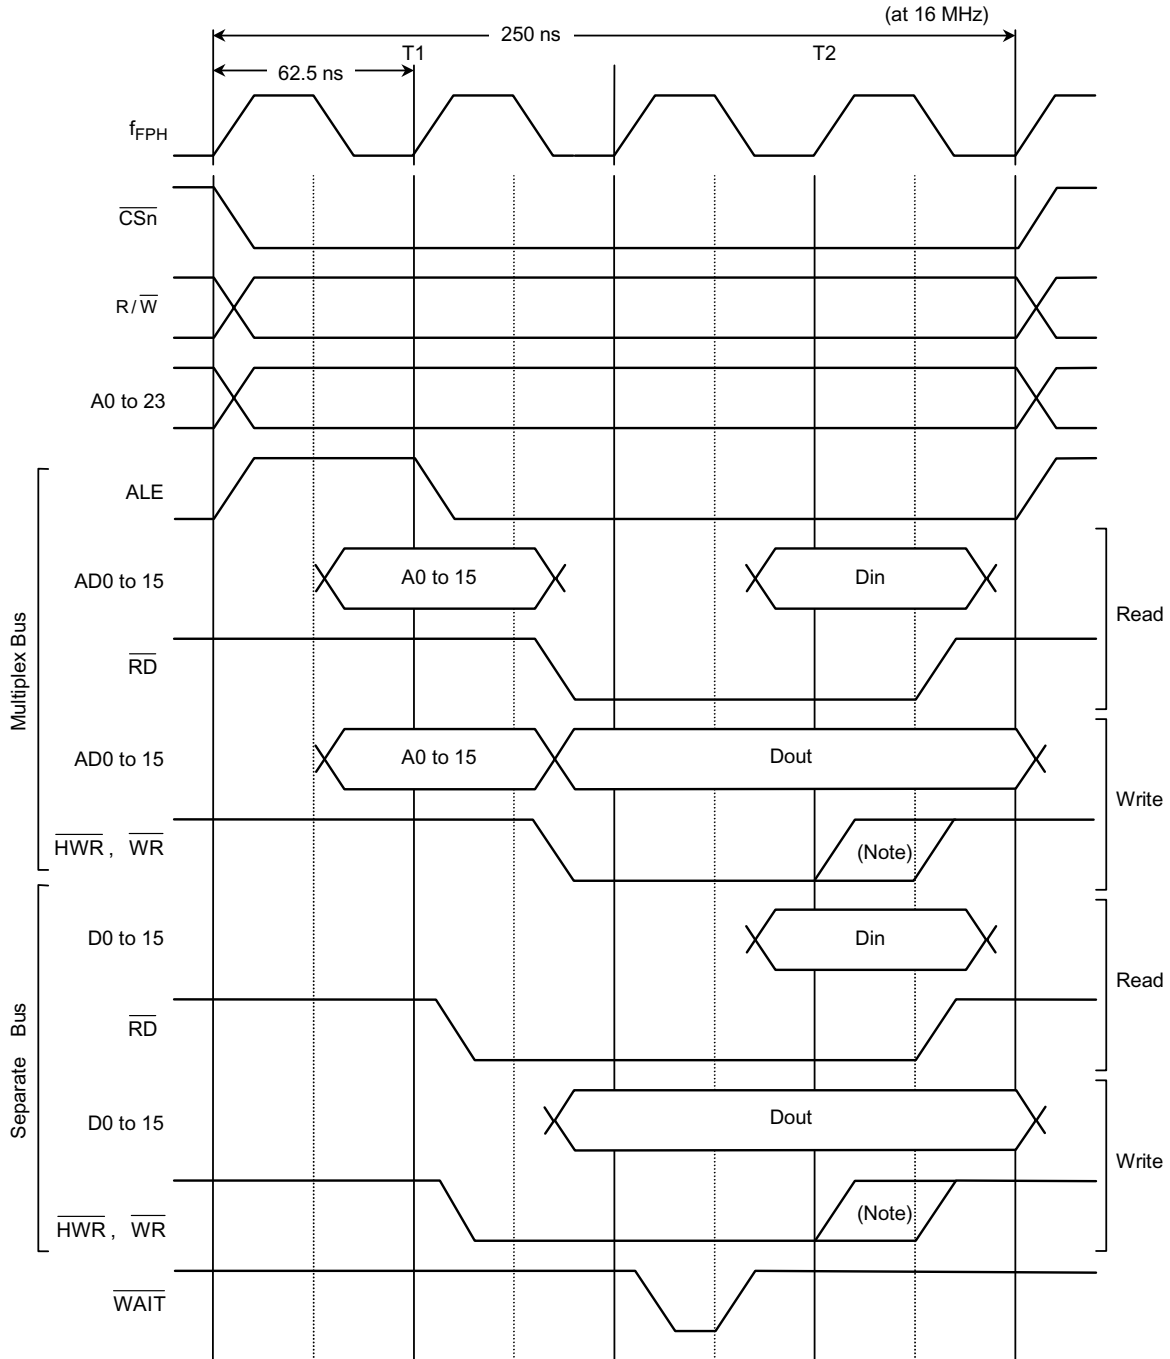 (at 16 MHz)
250 ns
T1
T2
62.5 ns
fFPH
CSn
R/W
A0 to 23
ALE
AD0 to 15
A0 to 15
Din
RD
Read
AD0 to 15
A0 to 15
Dout
HWR, WR
(Note)
Write
Multiplex Bus
D0 to 15
Din
RD
Read
D0 to 15
Dout
HWR, WR
(Note)
Write
Separate Bus
WAIT